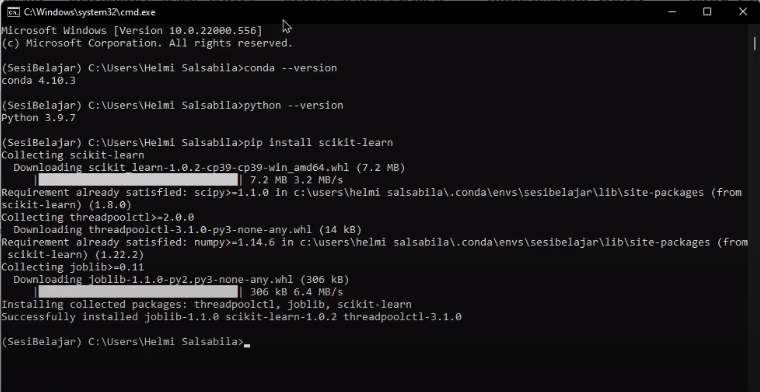 C:\Windows\system32\cmd.exe
Microsoft Windows [Version 10.0.22000.556]
(c) Microsoft Corporation. All rights reserved.
(SesiBelajar) C:\Users\Helmi Salsabila>conda --version
conda 4.10.3
(SesiBelajar) C:\Users\Helmi Salsabila>python --version
Python 3.9.7
(SesiBelajar) C:\Users\Helmi Salsabila>pip install scikit-learn
Collecting scikit-learn
  Downloading scikit_learn-1.0.2-cp39-cp39-win_amd64.whl (7.2 MB)
     |████████████████████████████████| 7.2 MB 3.2 MB/s
Requirement already satisfied: scipy>=1.1.0 in c:\users\helmi salsabila\.conda\envs\sesibelajar\lib\site-packages (from
scikit-learn) (1.8.0)
Collecting threadpoolctl>=2.0.0
  Downloading threadpoolctl-3.1.0-py3-none-any.whl (14 kB)
Requirement already satisfied: numpy>=1.14.6 in c:\users\helmi salsabila\.conda\envs\sesibelajar\lib\site-packages (from
 scikit-learn) (1.22.2)
Collecting joblib>=0.11
  Downloading joblib-1.1.0-py2.py3-none-any.whl (306 kB)
     |████████████████████████████████| 306 kB 6.4 MB/s
Installing collected packages: threadpoolctl, joblib, scikit-learn
Successfully installed joblib-1.1.0 scikit-learn-1.0.2 threadpoolctl-3.1.0
(SesiBelajar) C:\Users\Helmi Salsabila>